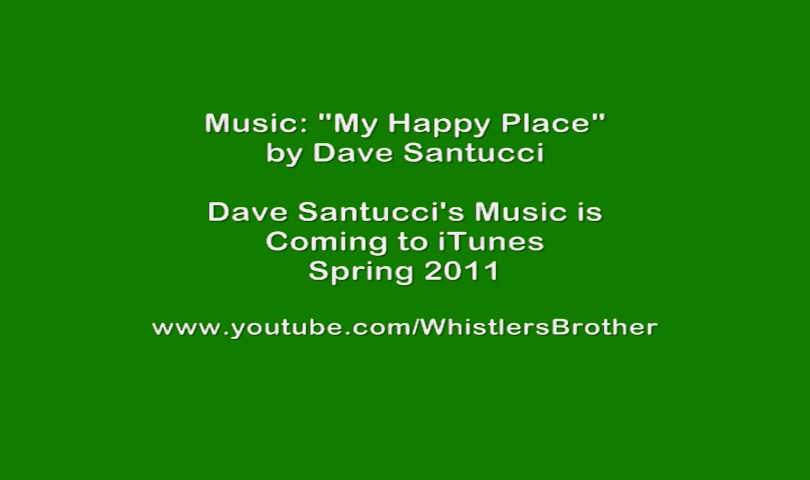 Music: "My Happy Place"
by Dave Santucci
Dave Santucci's Music is
Coming to iTunes
Spring 2011
www.youtube.com/WhistlersBrother